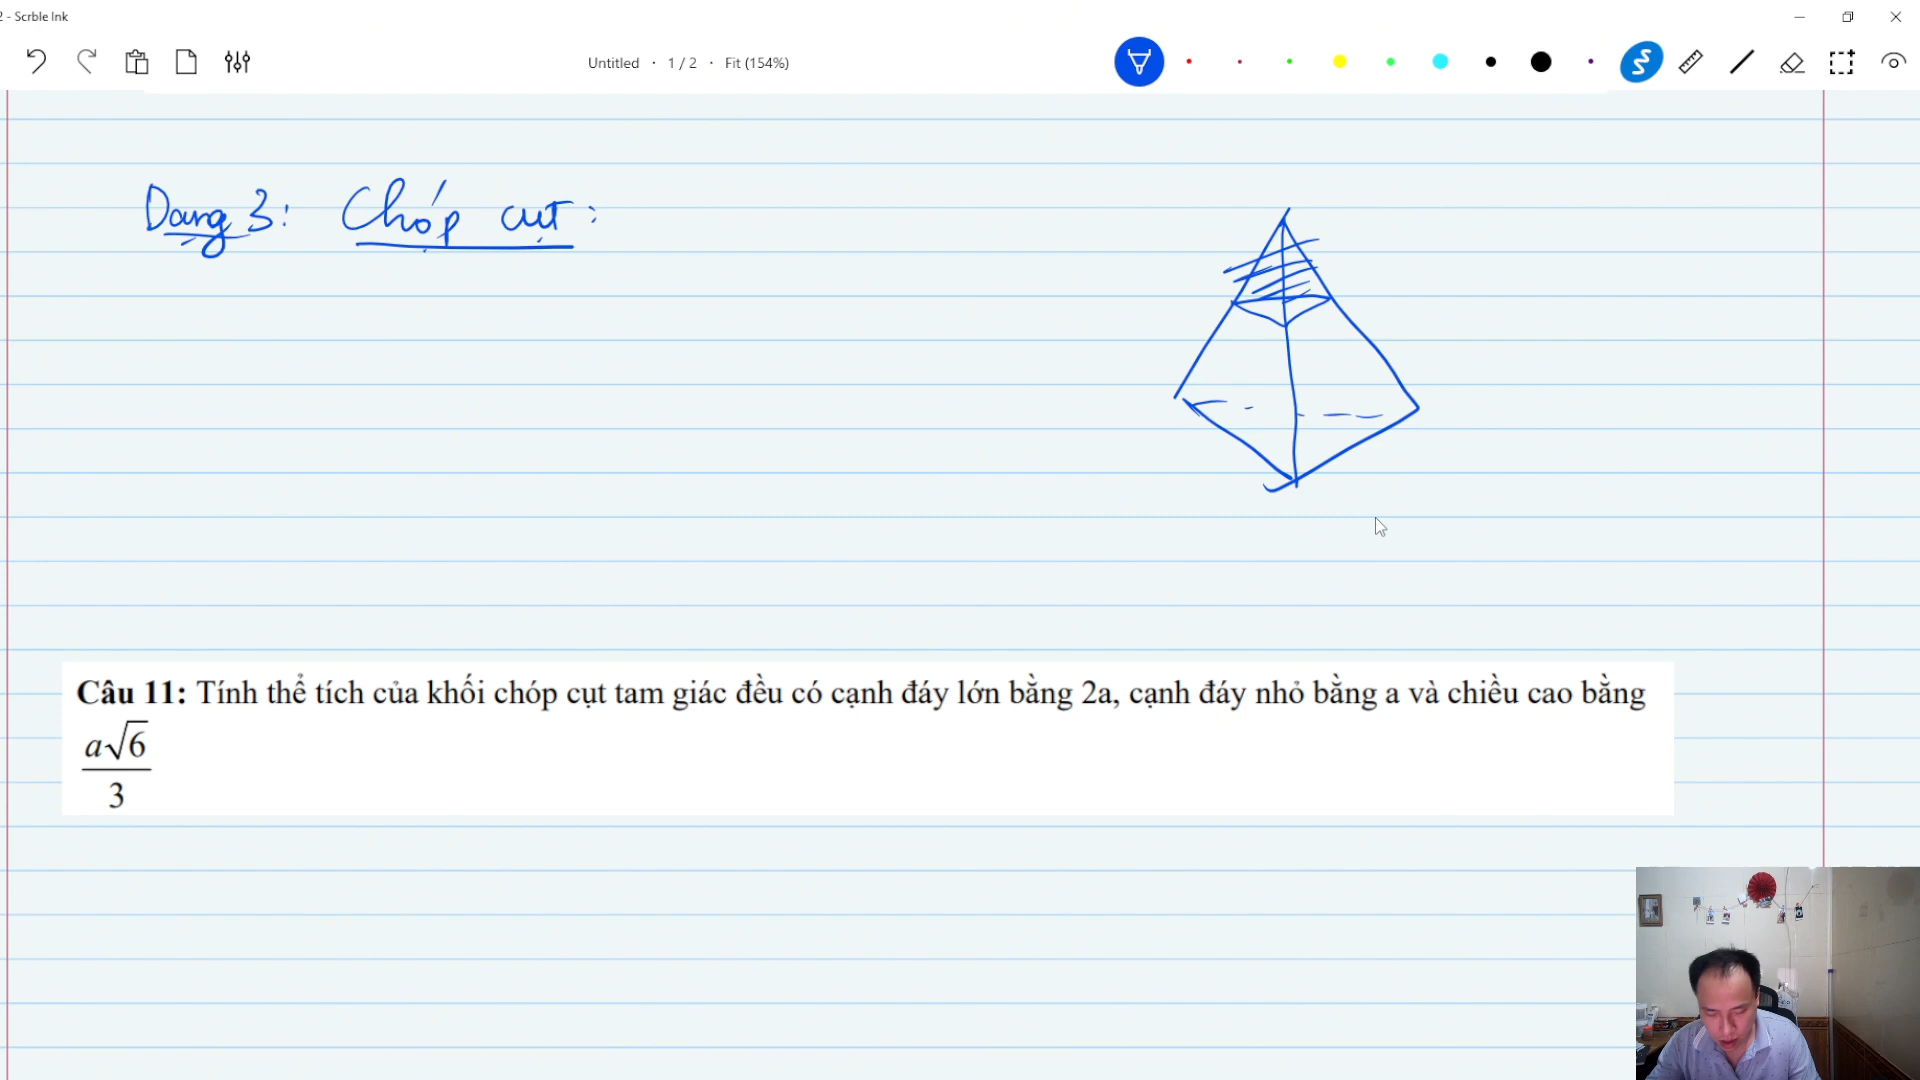 2 - Scrble Ink
Untitled · 1 / 2 · Fit (154%)
Dạng 3: Chóp cụt:
Câu 11: Tính thể tích của khối chóp cụt tam giác đều có cạnh đáy lớn bằng 2a, cạnh đáy nhỏ bằng a và chiều cao bằng
a√6
3